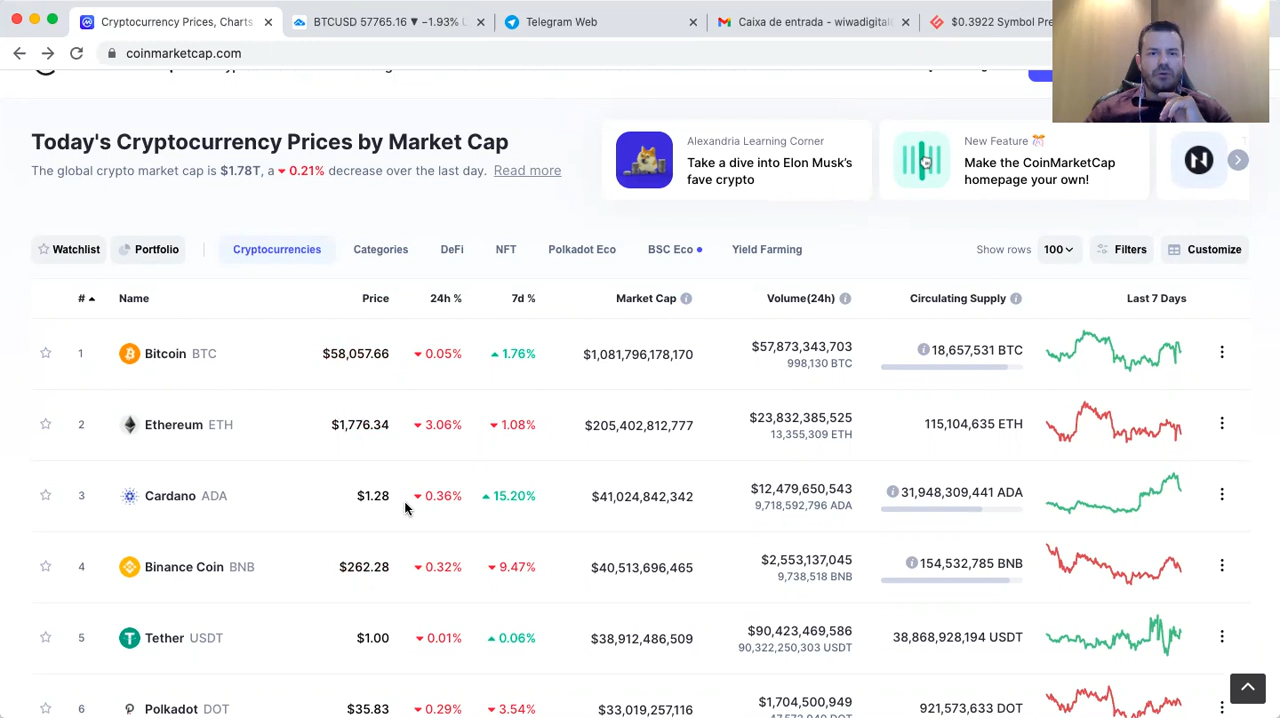 Cryptocurrency Prices, Charts
BTCUSD 57765.16 ▼ −1.93% U
Telegram Web
Caixa de entrada - wiwadigital
$0.3922 Symbol Pre
coinmarketcap.com
Today's Cryptocurrency Prices by Market Cap
The global crypto market cap is $1.78T, a ▼ 0.21% decrease over the last day. Read more
Alexandria Learning Corner
Take a dive into Elon Musk's
fave crypto
New Feature 🎊
Make the CoinMarketCap
homepage your own!
Watchlist Portfolio Cryptocurrencies Categories DeFi NFT Polkadot Eco BSC Eco Yield Farming Show rows 100 Filters Customize
# Name Price 24h % 7d % Market Cap Volume(24h) Circulating Supply Last 7 Days
1 Bitcoin BTC $58,057.66 ▼ 0.05% ▲ 1.76% $1,081,796,178,170 $57,873,343,703 18,657,531 BTC
998,130 BTC
2 Ethereum ETH $1,776.34 ▼ 3.06% ▼ 1.08% $205,402,812,777 $23,832,385,525 115,104,635 ETH
13,355,309 ETH
3 Cardano ADA $1.28 ▼ 0.36% ▲ 15.20% $41,024,842,342 $12,479,650,543 31,948,309,441 ADA
9,718,592,796 ADA
4 Binance Coin BNB $262.28 ▼ 0.32% ▼ 9.47% $40,513,696,465 $2,553,137,045 154,532,785 BNB
9,738,518 BNB
5 Tether USDT $1.00 ▼ 0.01% ▲ 0.06% $38,912,486,509 $90,423,469,586 38,868,928,194 USDT
90,322,250,303 USDT
6 Polkadot DOT $35.83 ▼ 0.29% ▼ 3.54% $33,019,257,116 $1,704,500,949 921,573,633 DOT